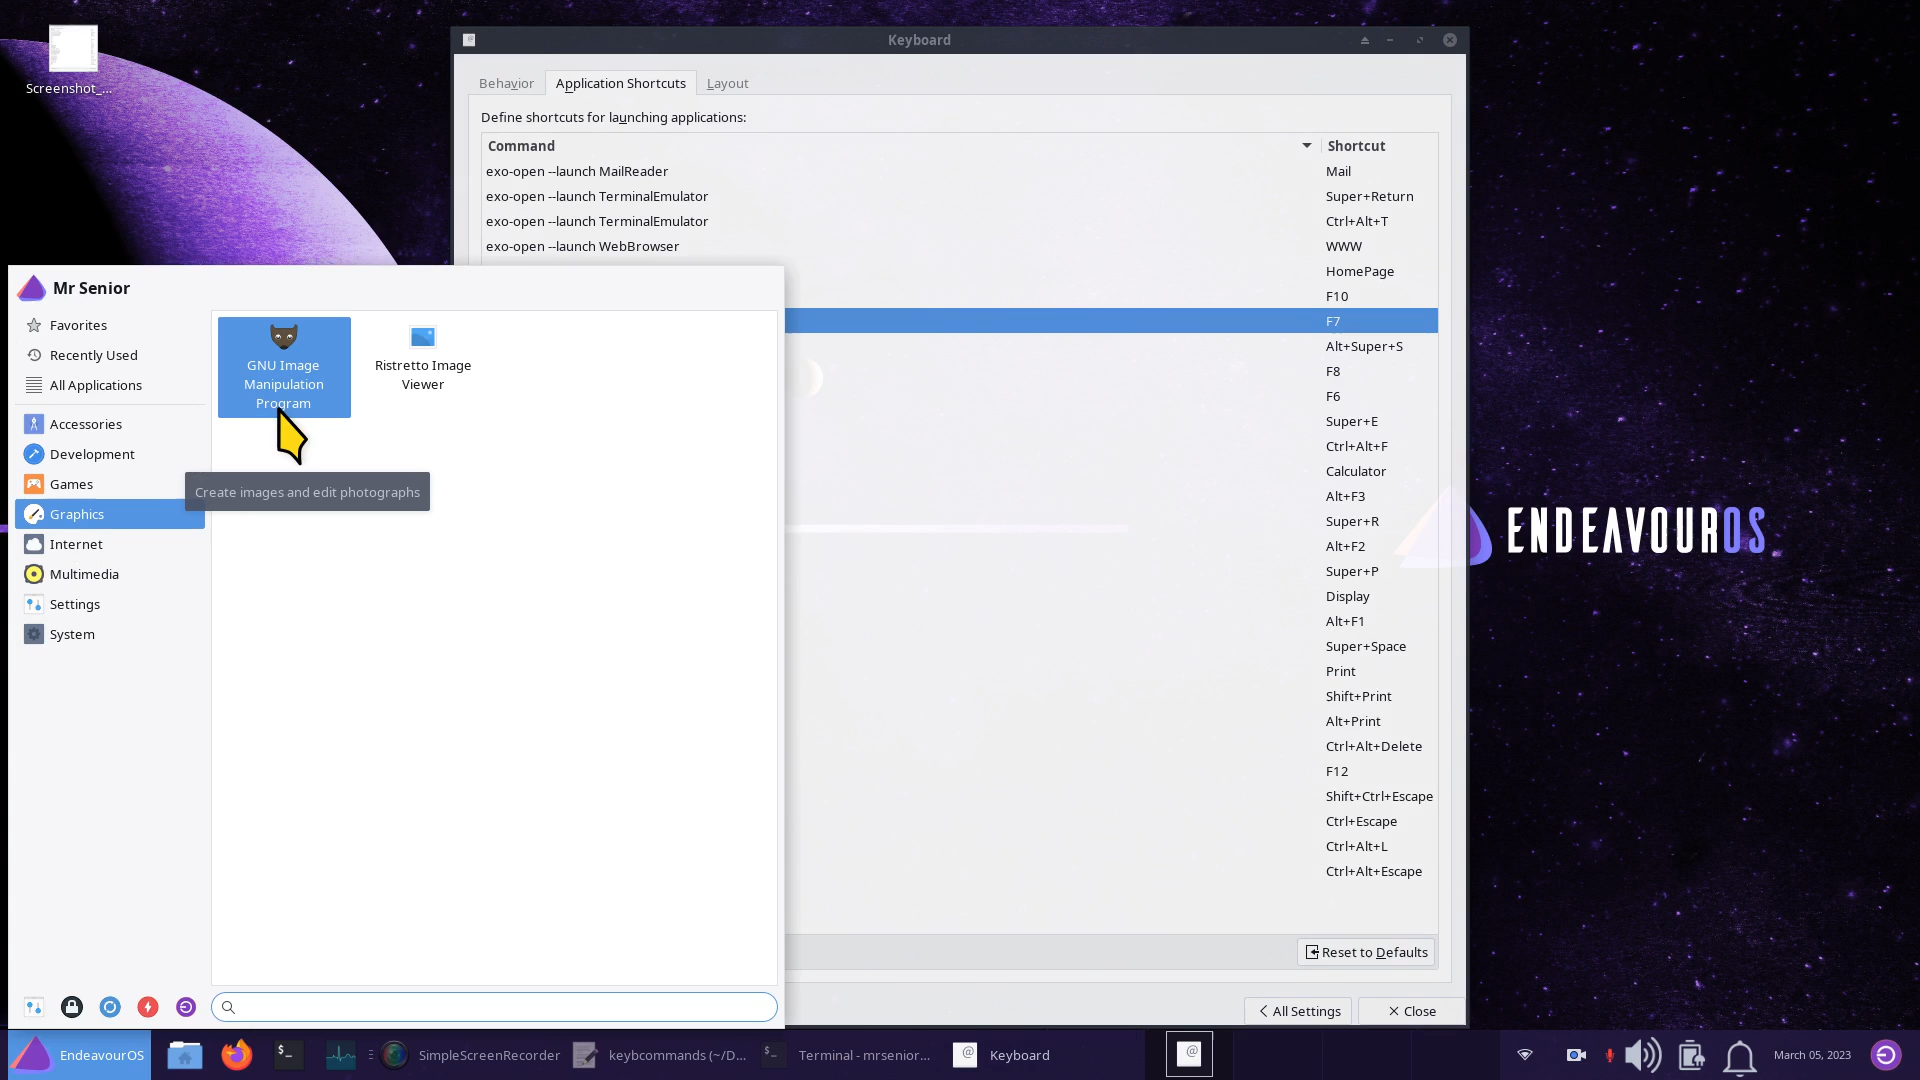 Screenshot_...
Keyboard
Behavior
Application Shortcuts
Layout
Define shortcuts for launching applications:
Command
Shortcut
exo-open --launch MailReader
Mail
exo-open --launch TerminalEmulator
Super+Return
exo-open --launch TerminalEmulator
Ctrl+Alt+T
exo-open --launch WebBrowser
WWW
HomePage
F10
F7
Alt+Super+S
F8
F6
Super+E
Ctrl+Alt+F
Calculator
Alt+F3
Super+R
Alt+F2
Super+P
Display
Alt+F1
Super+Space
Print
Shift+Print
Alt+Print
Ctrl+Alt+Delete
F12
Shift+Ctrl+Escape
Ctrl+Escape
Ctrl+Alt+L
Ctrl+Alt+Escape
Reset to Defaults
All Settings
Close
Mr Senior
Favorites
Recently Used
All Applications
Accessories
Development
Games
Graphics
Internet
Multimedia
Settings
System
GNU Image
Manipulation
Program
Ristretto Image
Viewer
Create images and edit photographs
ENDEAVOUROS
EndeavourOS
SimpleScreenRecorder
keybcommands (~/D...
Terminal - mrsenior...
Keyboard
March 05, 2023